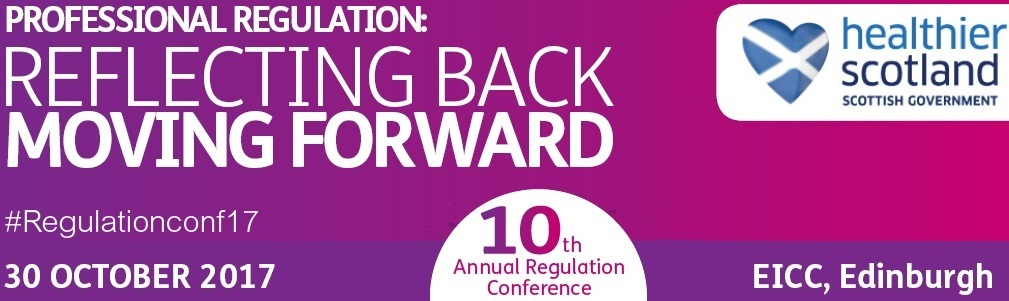 PROFESSIONAL REGULATION:
REFLECTING BACK
MOVING FORWARD
healthier
scotland
SCOTTISH GOVERNMENT
#Regulationconf17
10th
Annual Regulation
Conference
30 OCTOBER 2017
EICC, Edinburgh